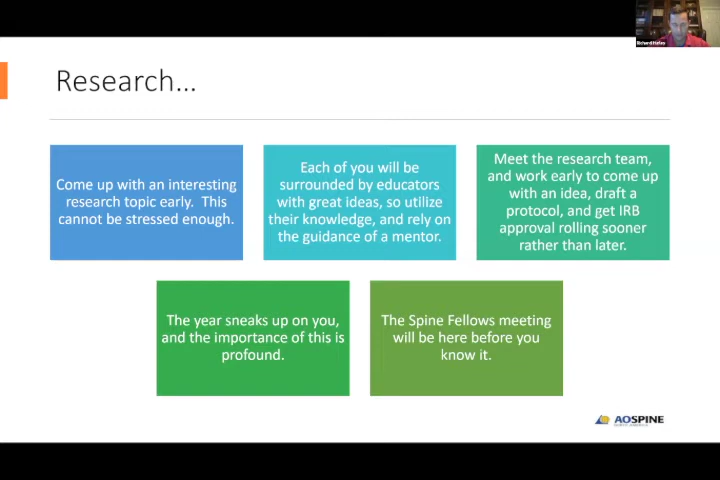 Research...
Come up with an interesting
research topic early.  This
cannot be stressed enough.
Each of you will be
surrounded by educators
with great ideas, so utilize
their knowledge, and rely on
the guidance of a mentor.
Meet the research team,
and work early to come up
with an idea, draft a
protocol, and get IRB
approval rolling sooner
rather than later.
The year sneaks up on you,
and the importance of this is
profound.
The Spine Fellows meeting
will be here before you
know it.
AOSPINE